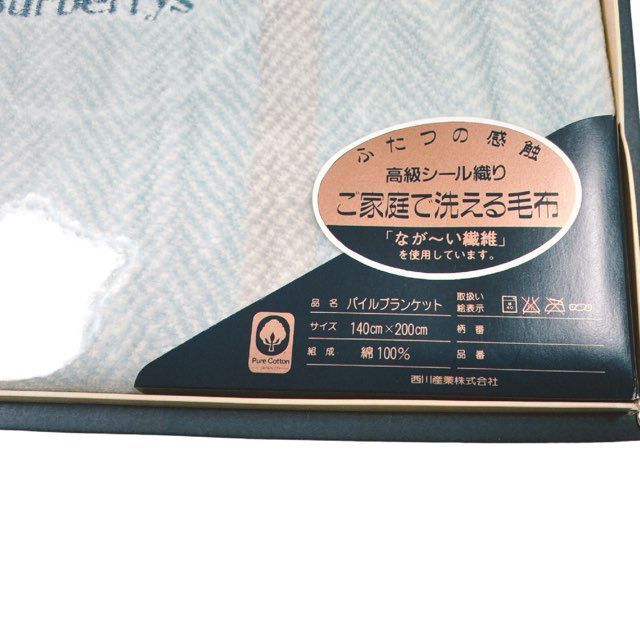 Burberrys
ふたつの感触
高級シール織り
ご家庭で洗える毛布
「なが〜い繊維」
を使用しています。
品名 パイルブランケット
サイズ 140cm×200cm
組成 綿100%
取扱い
絵表示
柄番
品番
Pure Cotton
西川産業株式会社